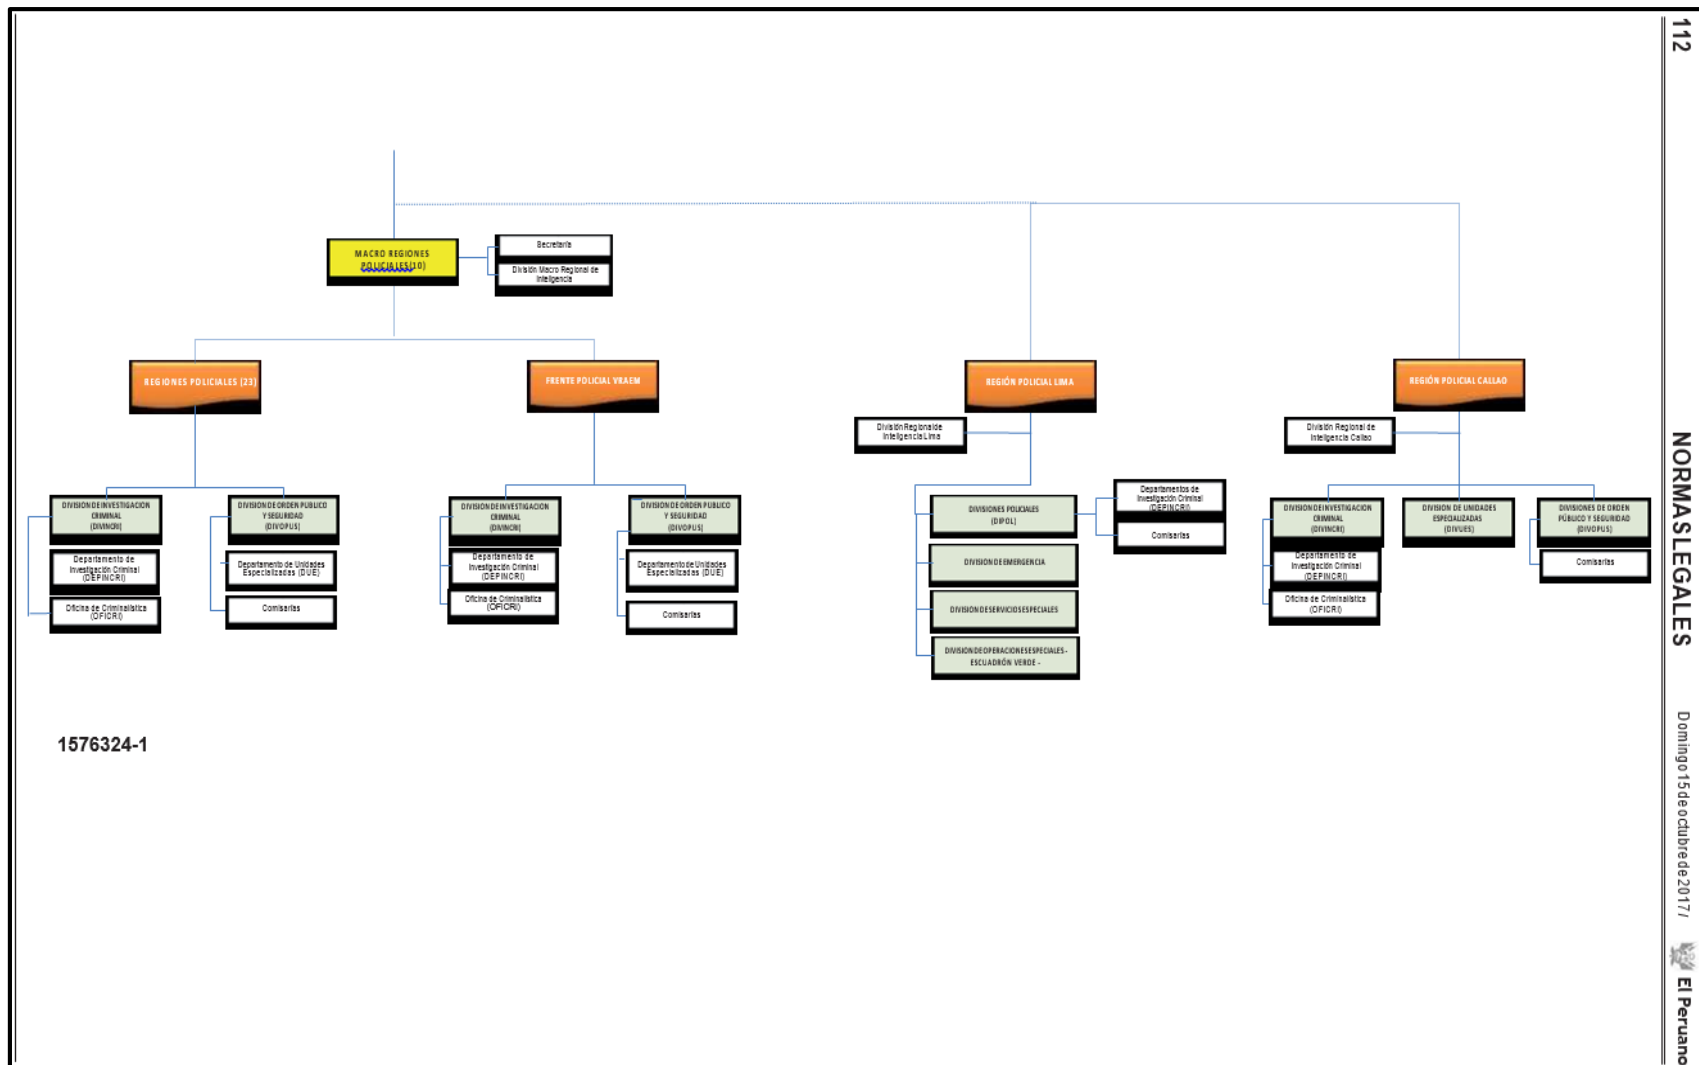 112
NORMAS LEGALES
Domingo 15 de octubre de 2017 /
El Peruano
MACRO REGIONES
POLICIALES(10)
Secretaría
División Macro Regional de
Inteligencia
REGIONES POLICIALES (23)
FRENTE POLICIAL VRAEM
REGIÓN POLICIAL LIMA
REGIÓN POLICIAL CALLAO
División Regional de
Inteligencia Lima
División Regional de
Inteligencia Callao
DIVISION DE INVESTIGACION
CRIMINAL
(DIVINCRI)
Departamento de
Investigación Criminal
(DEPINCRI)
Oficina de Criminalística
(OFICRI)
DIVISION DE ORDEN PUBLICO
Y SEGURIDAD
(DIVOPUS)
Departamento de Unidades
Especializadas (DUE)
Comisarías
DIVISION DE INVESTIGACION
CRIMINAL
(DIVINCRI)
Departamento de
Investigación Criminal
(DEPINCRI)
Oficina de Criminalística
(OFICRI)
DIVISION DE ORDEN PUBLICO
Y SEGURIDAD
(DIVOPUS)
Departamento de Unidades
Especializadas (DUE)
Comisarías
DIVISIONES POLICIALES
(DIPOL)
Departamentos de
Investigación Criminal
(DEPINCRI)
Comisarías
DIVISION DE EMERGENCIA
DIVISION DE SERVICIOS ESPECIALES
DIVISION DE OPERACIONES ESPECIALES -
ESCUADRÓN VERDE -
DIVISION DE INVESTIGACION
CRIMINAL
(DIVINCRI)
Departamento de
Investigación Criminal
(DEPINCRI)
Oficina de Criminalística
(OFICRI)
DIVISION DE UNIDADES
ESPECIALIZADAS
(DIVUES)
DIVISIONES DE ORDEN
PÚBLICO Y SEGURIDAD
(DIVOPUS)
Comisarías
1576324-1